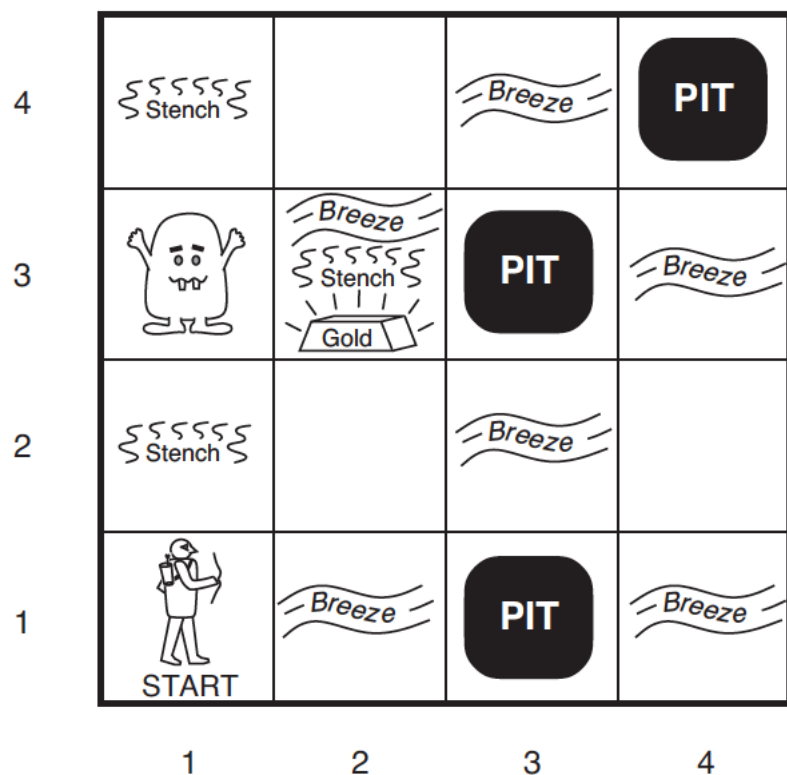 4
Stench
Breeze
PIT
3
Breeze
Stench
Gold
PIT
Breeze
2
Stench
Breeze
1
START
Breeze
PIT
Breeze
1 2 3 4